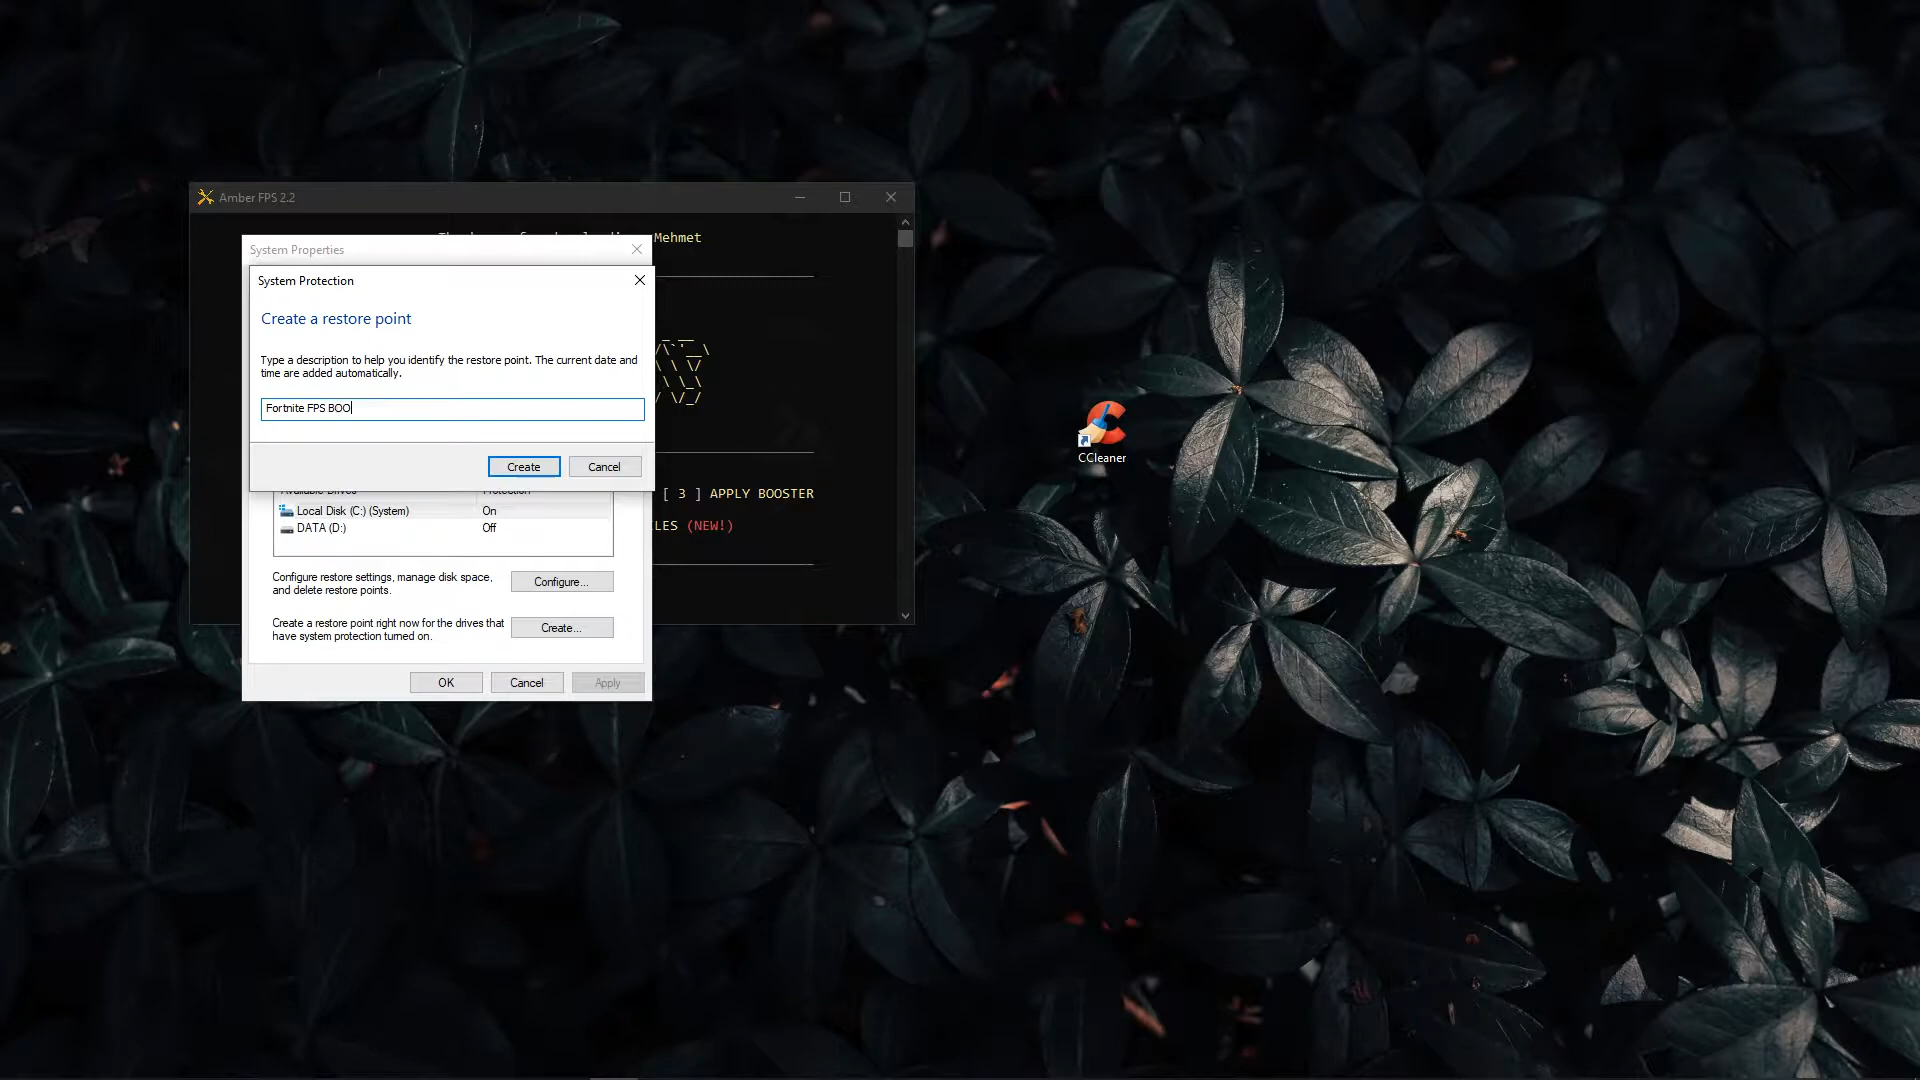 Amber FPS 2.2
Mehmet
System Properties
System Protection
Create a restore point
Type a description to help you identify the restore point. The current date and
time are added automatically.
Fortnite FPS BOO
Create
Cancel
CCleaner
[ 3 ] APPLY BOOSTER
Local Disk (C:) (System) On
LES (NEW!)
DATA (D:) Off
Configure restore settings, manage disk space,
and delete restore points.
Configure...
Create a restore point right now for the drives that
have system protection turned on.
Create...
OK
Cancel
Apply